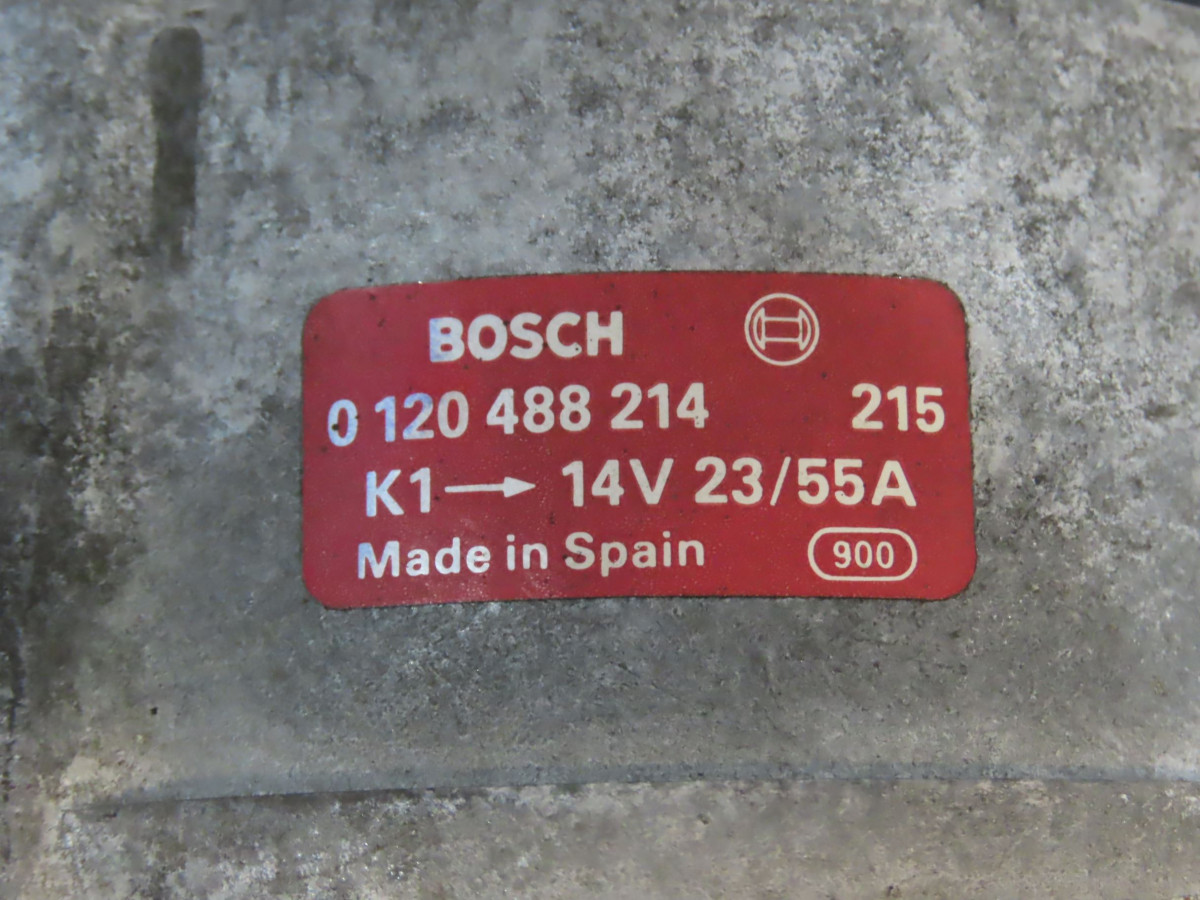 BOSCH
0 120 488 214 215
K1 → 14V 23/55A
Made in Spain 900